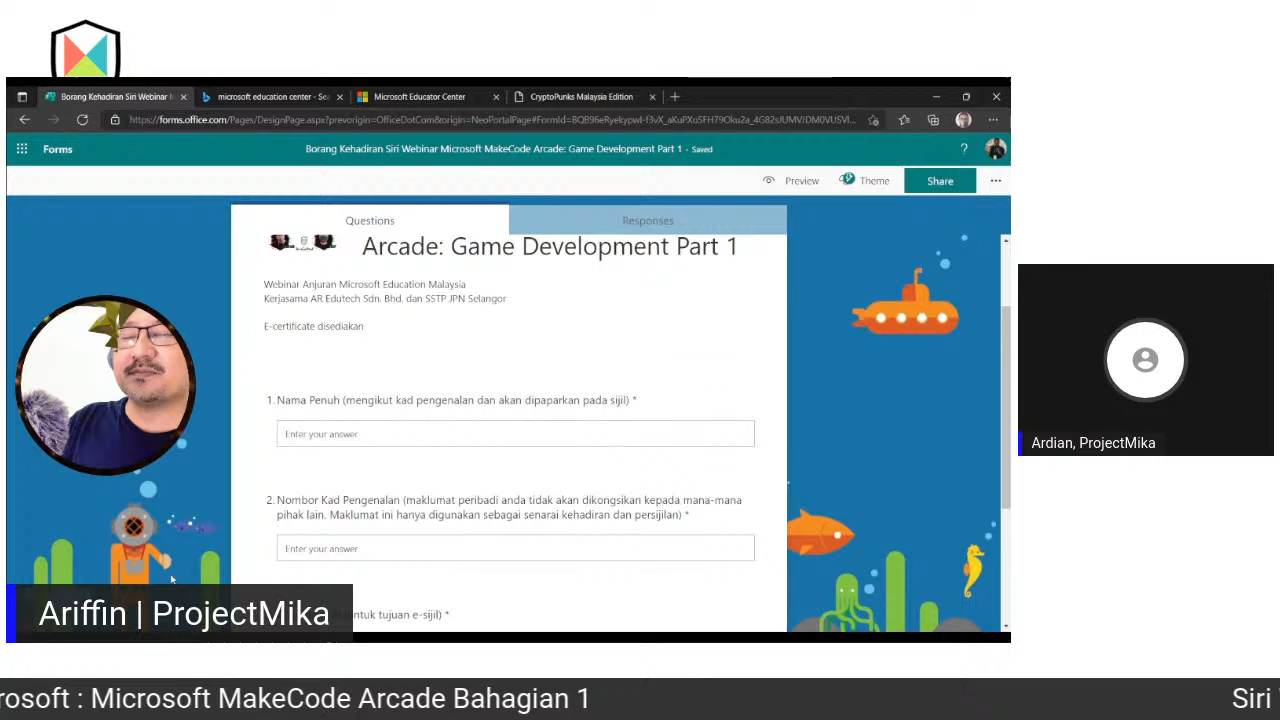 Borang Kehadiran Siri Webinar
microsoft education center - Sea
Microsoft Educator Center
CryptoPunks Malaysia Edition
Forms
Borang Kehadiran Siri Webinar Microsoft MakeCode Arcade: Game Development Part 1 - Saved
?
Preview
Theme
Share
Questions
Responses
Arcade: Game Development Part 1
Webinar Anjuran Microsoft Education Malaysia
Kerjasama AR Edutech Sdn. Bhd. dan SSTP JPN Selangor
E-certificate disediakan
1. Nama Penuh (mengikut kad pengenalan dan akan dipaparkan pada sijil) *
Enter your answer
2. Nombor Kad Pengenalan (maklumat peribadi anda tidak akan dikongsikan kepada mana-mana
pihak lain. Maklumat ini hanya digunakan sebagai senarai kehadiran dan persijilan) *
Enter your answer
ntuk tujuan e-sijil) *
Ariffin | ProjectMika
Ardian, ProjectMika
rosoft : Microsoft MakeCode Arcade Bahagian 1
Siri